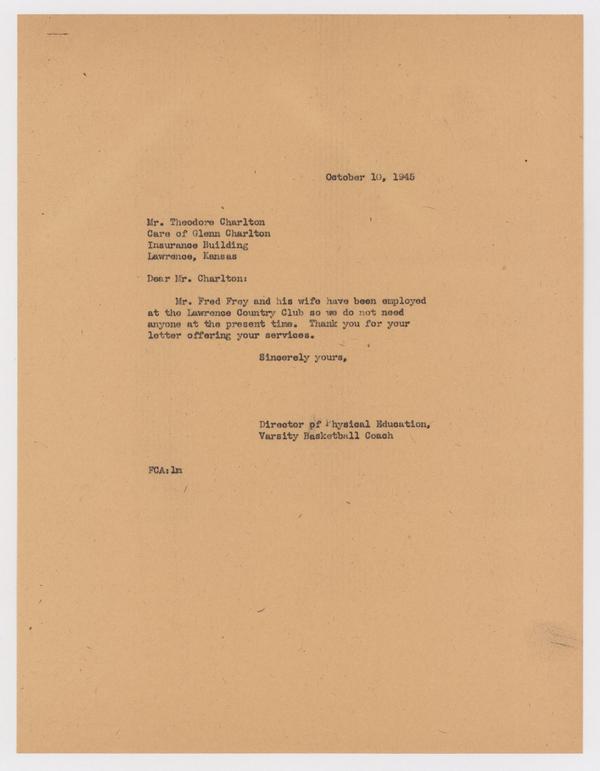 October 10, 1945
Mr. Theodore Charlton
Care of Glenn Charlton
Insurance Building
Lawrence, Kansas
Dear Mr. Charlton:
Mr. Fred Frey and his wife have been employed
at the Lawrence Country Club so we do not need
anyone at the present time. Thank you for your
letter offering your services.
Sincerely yours,
Director of Physical Education,
Varsity Basketball Coach
FCA:lm